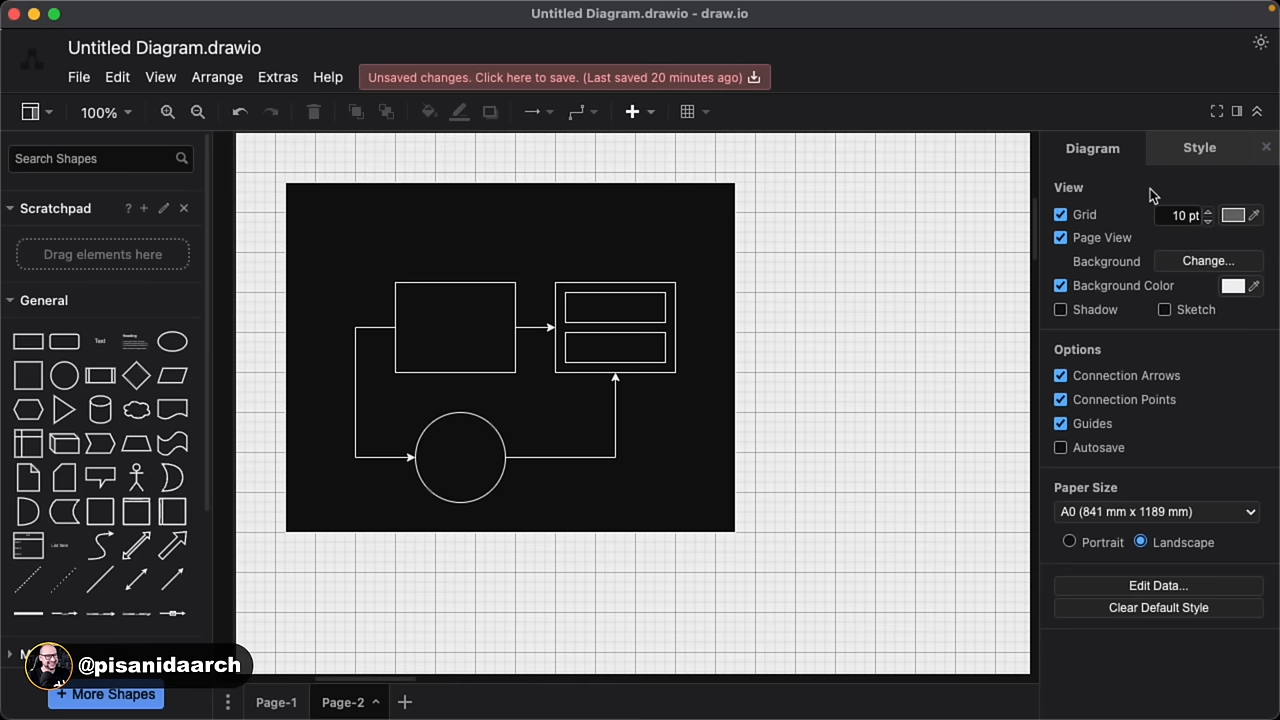 Untitled Diagram.drawio - draw.io
Untitled Diagram.drawio
File Edit View Arrange Extras Help
Unsaved changes. Click here to save. (Last saved 20 minutes ago)
100%
Search Shapes
Scratchpad
?
Drag elements here
General
Text
Heading
List Item
@pisanidaarch
+ More Shapes
Page-1
Page-2
Diagram
Style
View
Grid
10 pt
Page View
Background
Change...
Background Color
Shadow
Sketch
Options
Connection Arrows
Connection Points
Guides
Autosave
Paper Size
A0 (841 mm x 1189 mm)
Portrait
Landscape
Edit Data...
Clear Default Style